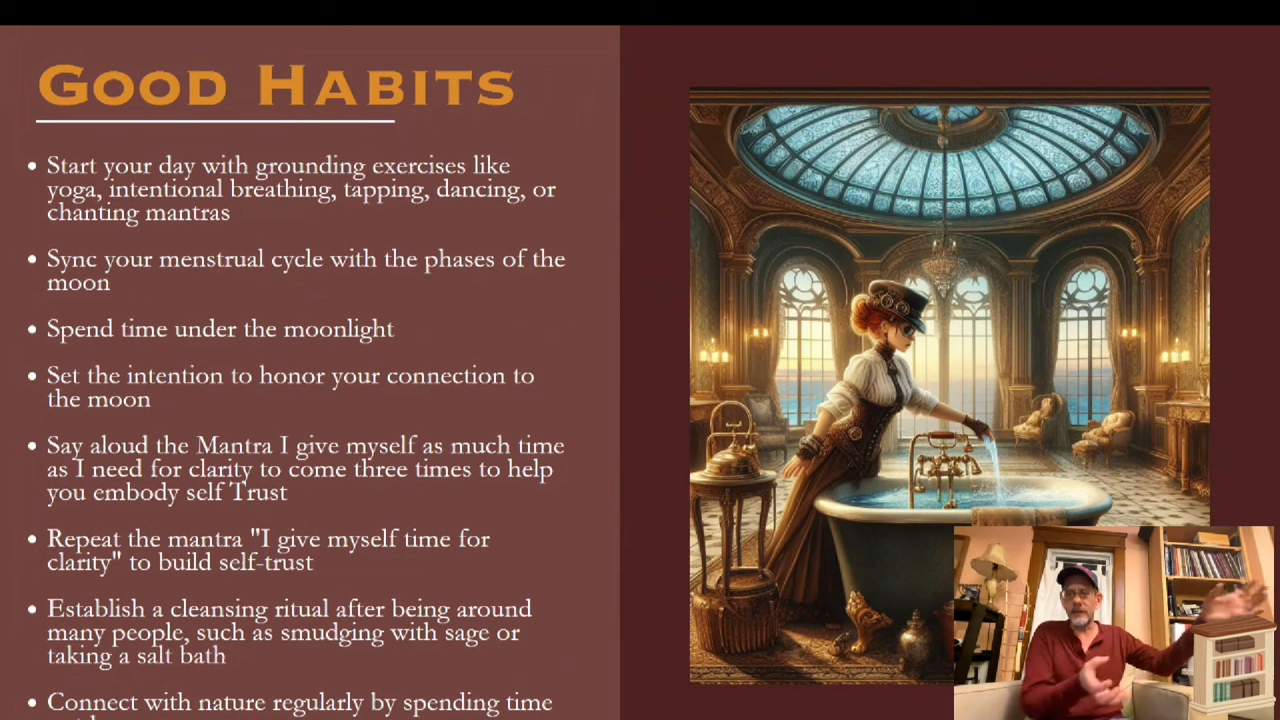 GOOD HABITS
• Start your day with grounding exercises like
yoga, intentional breathing, tapping, dancing, or
chanting mantras
• Sync your menstrual cycle with the phases of the
moon
• Spend time under the moonlight
• Set the intention to honor your connection to
the moon
• Say aloud the Mantra I give myself as much time
as I need for clarity to come three times to help
you embody self Trust
• Repeat the mantra "I give myself time for
clarity" to build self-trust
• Establish a cleansing ritual after being around
many people, such as smudging with sage or
taking a salt bath
• Connect with nature regularly by spending time